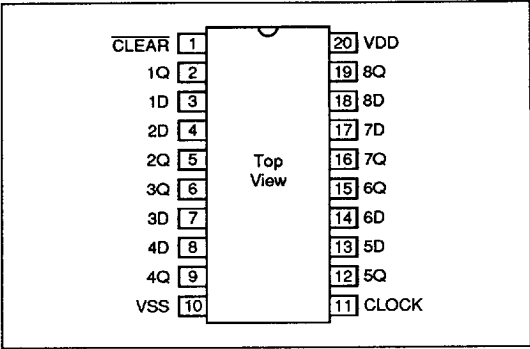 CLEAR 1 20 VDD
1Q 2 19 8Q
1D 3 18 8D
2D 4 17 7D
2Q 5 Top 16 7Q
3Q 6 View 15 6Q
3D 7 14 6D
4D 8 13 5D
4Q 9 12 5Q
VSS 10 11 CLOCK